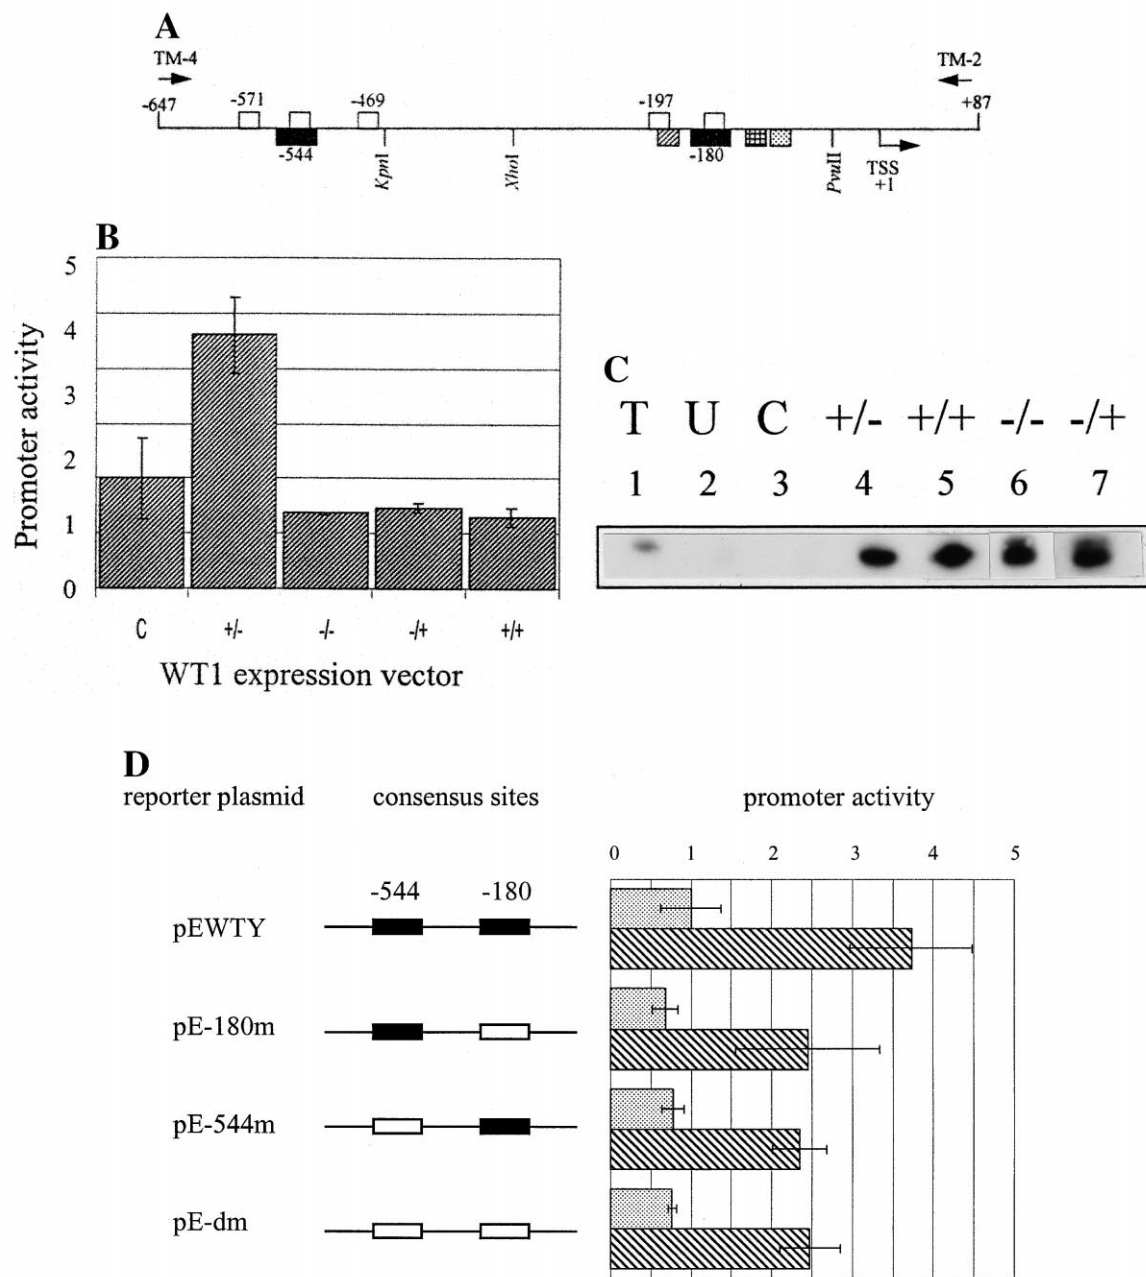 A
TM-4
TM-2
-647
-571
-469
-197
+87
-544
KpnI
XhoI
-180
PvuII
TSS
+1
B
Promoter activity
5
4
3
2
1
0
C +/- -/- -/+ +/+
WT1 expression vector
C
T U C +/- +/+ -/- -/+
1 2 3 4 5 6 7
D
reporter plasmid consensus sites promoter activity
0 1 2 3 4 5
-544 -180
pEWTY
pE-180m
pE-544m
pE-dm